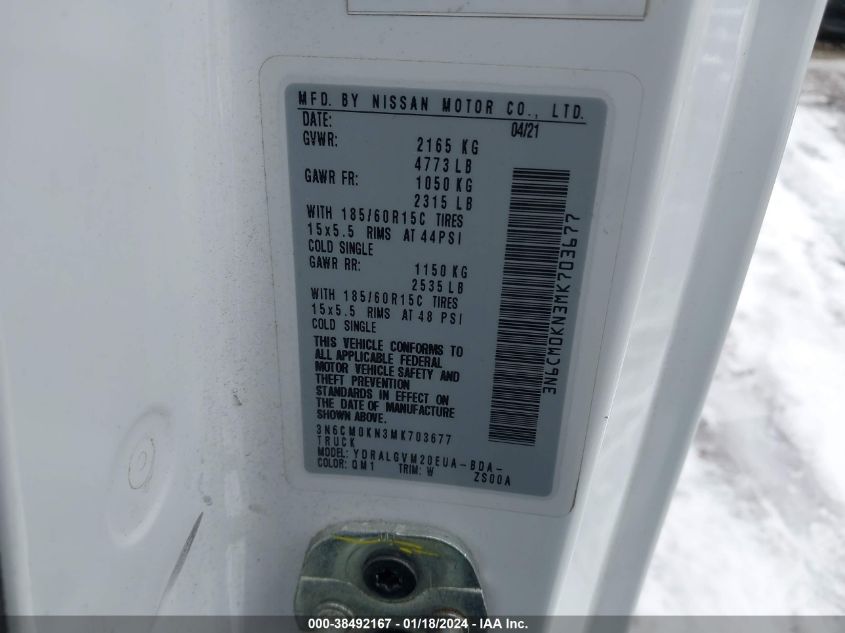 MFD. BY NISSAN MOTOR CO., LTD.
DATE: 04/21
GVWR: 2165 KG
4773 LB
GAWR FR: 1050 KG
2315 LB
WITH 185/60R15C TIRES
15x5.5 RIMS AT 44PSI
COLD SINGLE
GAWR RR: 1150 KG
2535 LB
WITH 185/60R15C TIRES
15x5.5 RIMS AT 48 PSI
COLD SINGLE
THIS VEHICLE CONFORMS TO
ALL APPLICABLE FEDERAL
MOTOR VEHICLE SAFETY AND
THEFT PREVENTION
STANDARDS IN EFFECT ON
THE DATE OF MANUFACTURE
SHOWN ABOVE.
3N6CM0KN3MK703677
TRUCK
MODEL: YDRALGVM20EUA-BDA-
COLOR: QM1 TRIM: W ZS00A
3N6CM0KN3MK703677
000-38492167 - 01/18/2024 - IAA Inc.